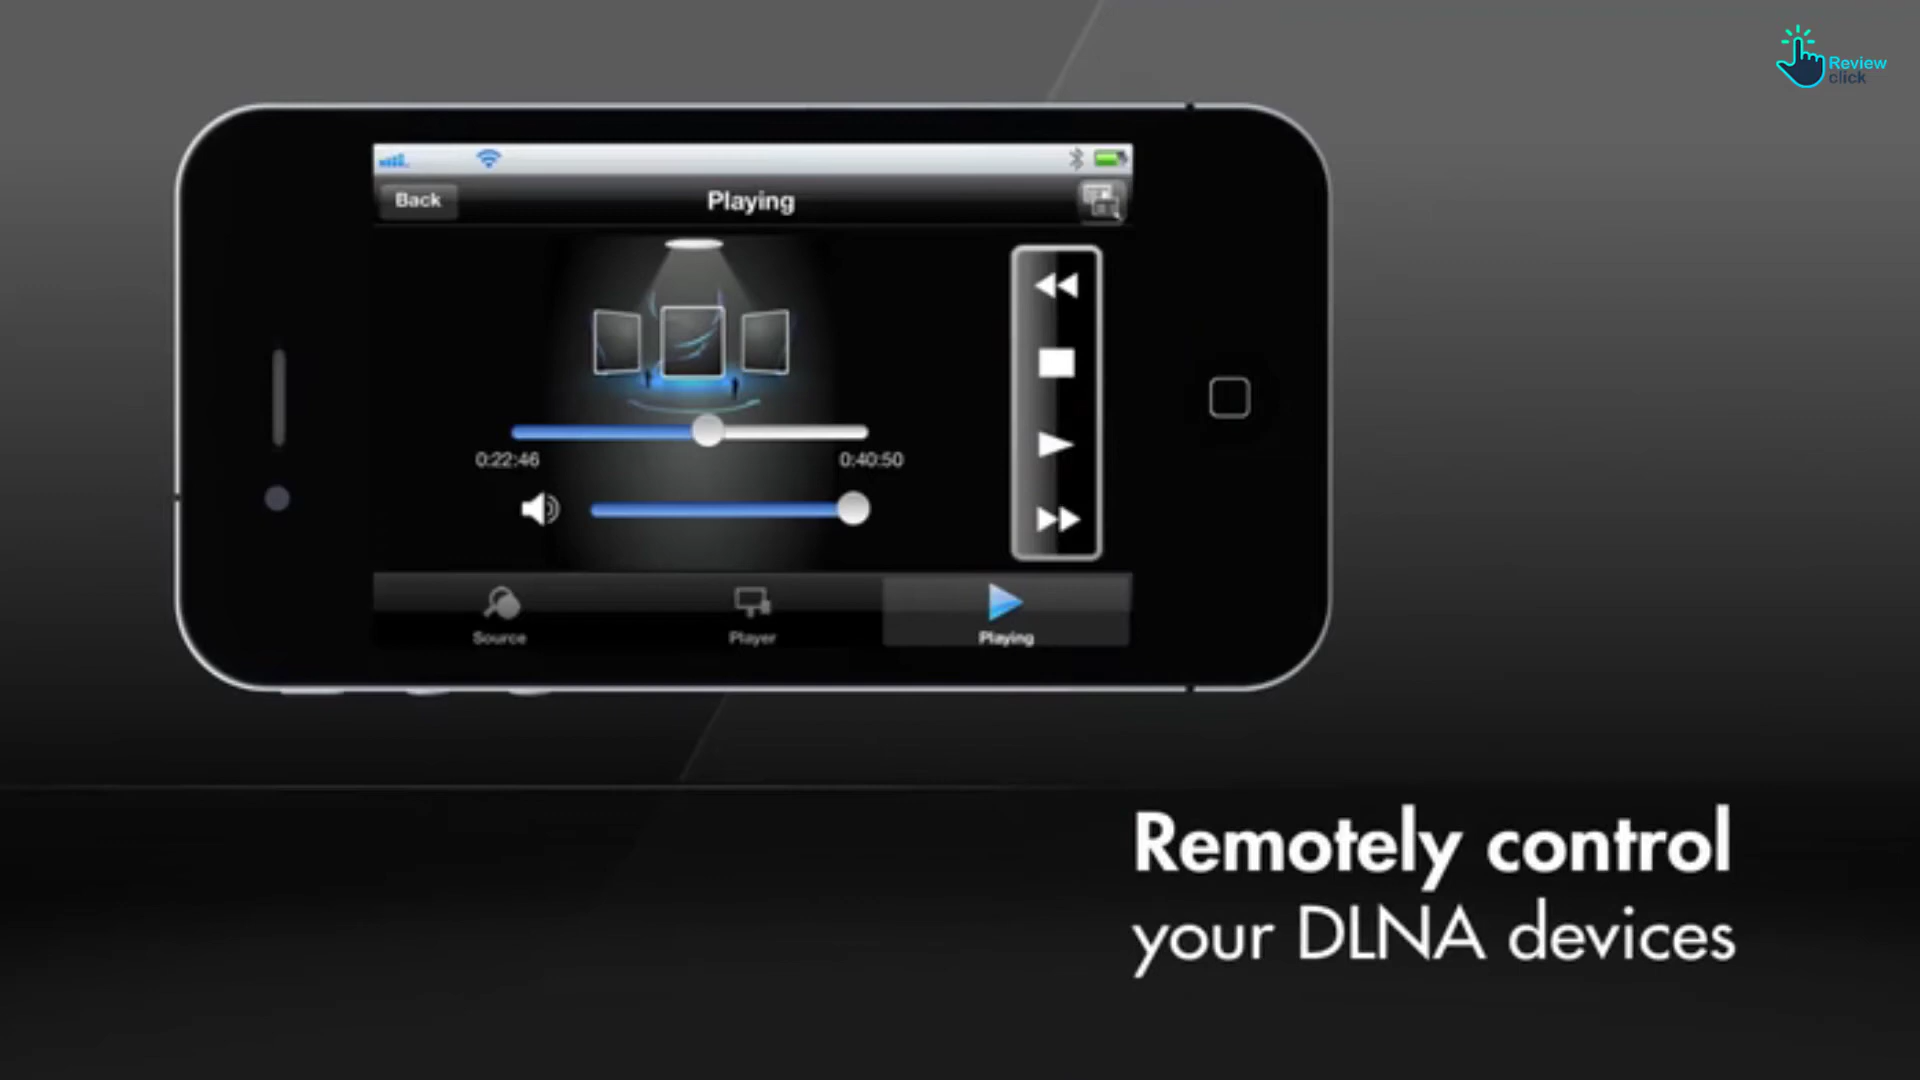 Review
click
Back
Playing
0:22:46
0:40:50
Source
Player
Playing
Remotely control
your DLNA devices